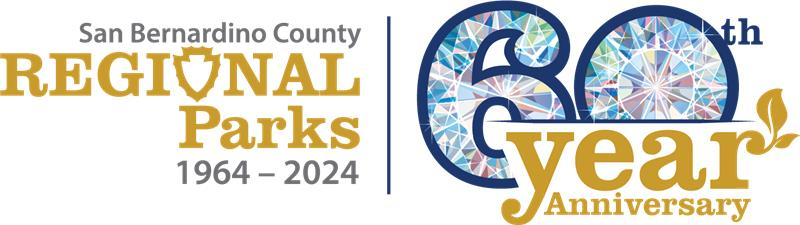 San Bernardino County
REGIONAL
Parks
1964 – 2024
60th
year
Anniversary